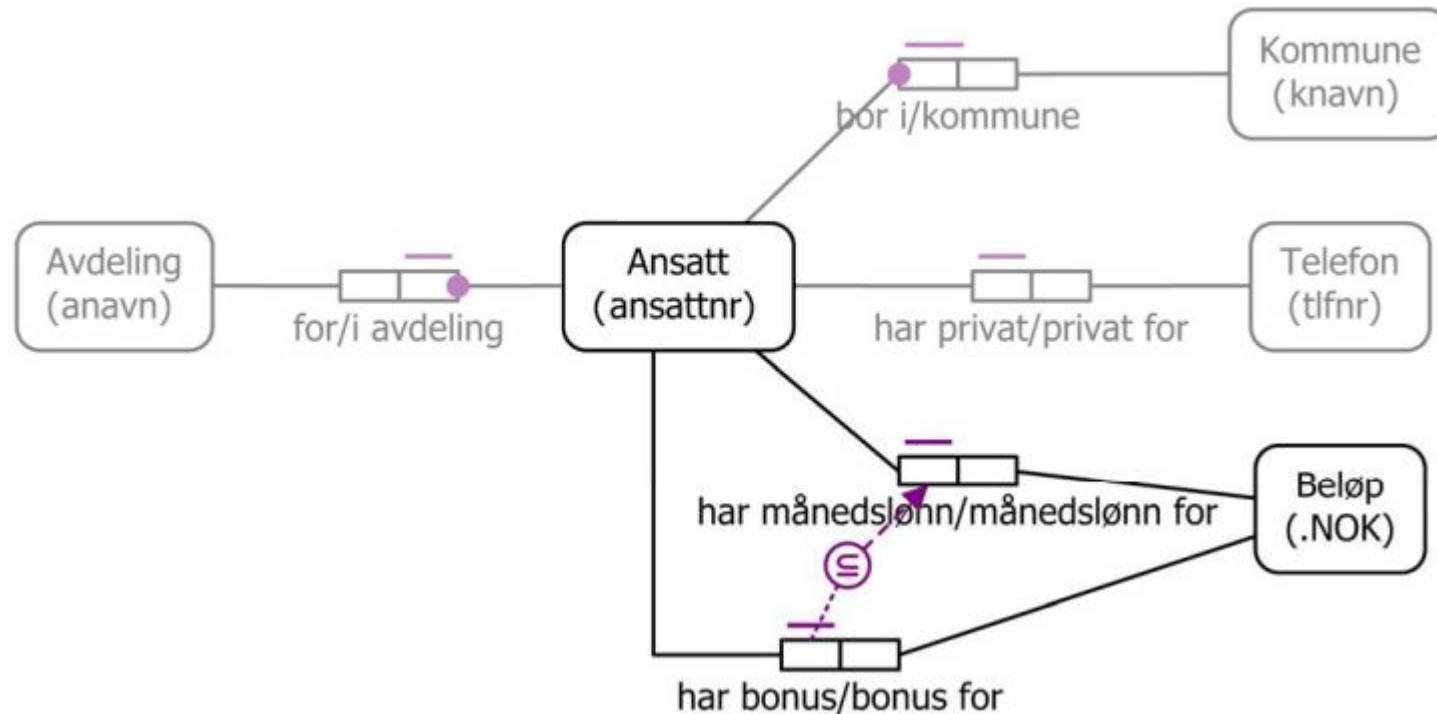 Kommune
(knavn)
bor i/kommune
Avdeling
(anavn)
for/i avdeling
Ansatt
(ansattnr)
har privat/privat for
Telefon
(tlfnr)
har månedslønn/månedslønn for
Beløp
(.NOK)
⊆
har bonus/bonus for